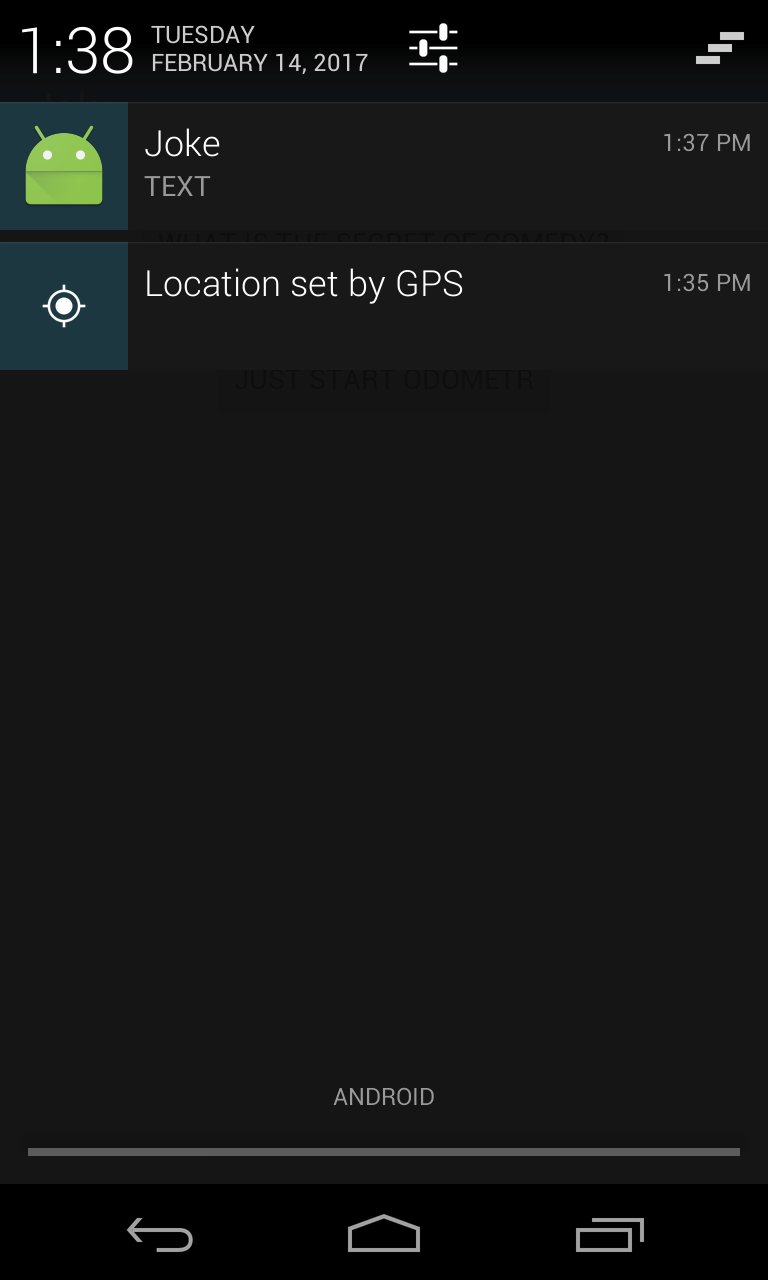 1:38
TUESDAY
FEBRUARY 14, 2017
Joke
1:37 PM
TEXT
WHAT IS THE SECRET OF COMEDY?
Location set by GPS
1:35 PM
JUST START ODOMETR
ANDROID